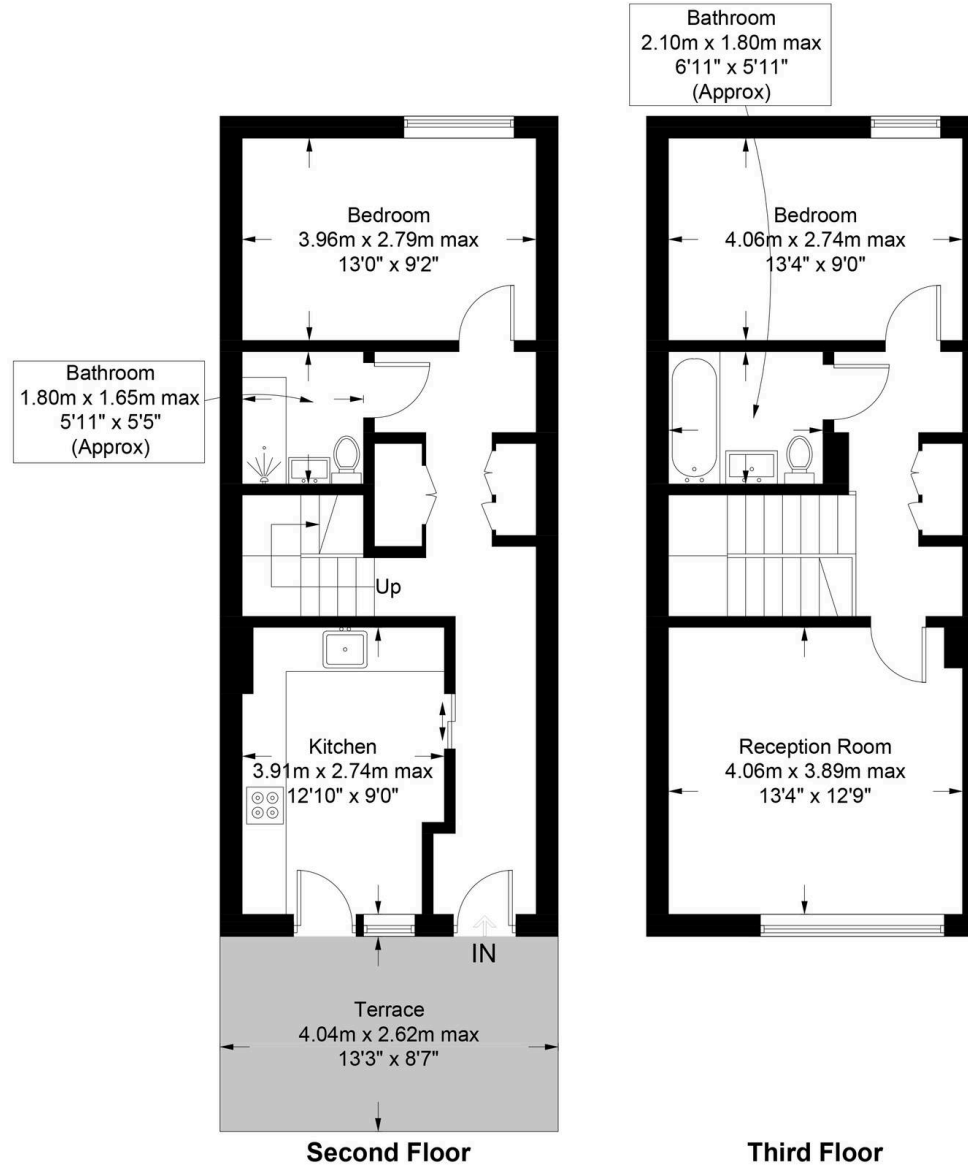 Bathroom
2.10m x 1.80m max
6'11" x 5'11"
(Approx)
Bedroom
3.96m x 2.79m max
13'0" x 9'2"
Bedroom
4.06m x 2.74m max
13'4" x 9'0"
Bathroom
1.80m x 1.65m max
5'11" x 5'5"
(Approx)
Up
Kitchen
3.91m x 2.74m max
12'10" x 9'0"
Reception Room
4.06m x 3.89m max
13'4" x 12'9"
IN
Terrace
4.04m x 2.62m max
13'3" x 8'7"
Second Floor
Third Floor